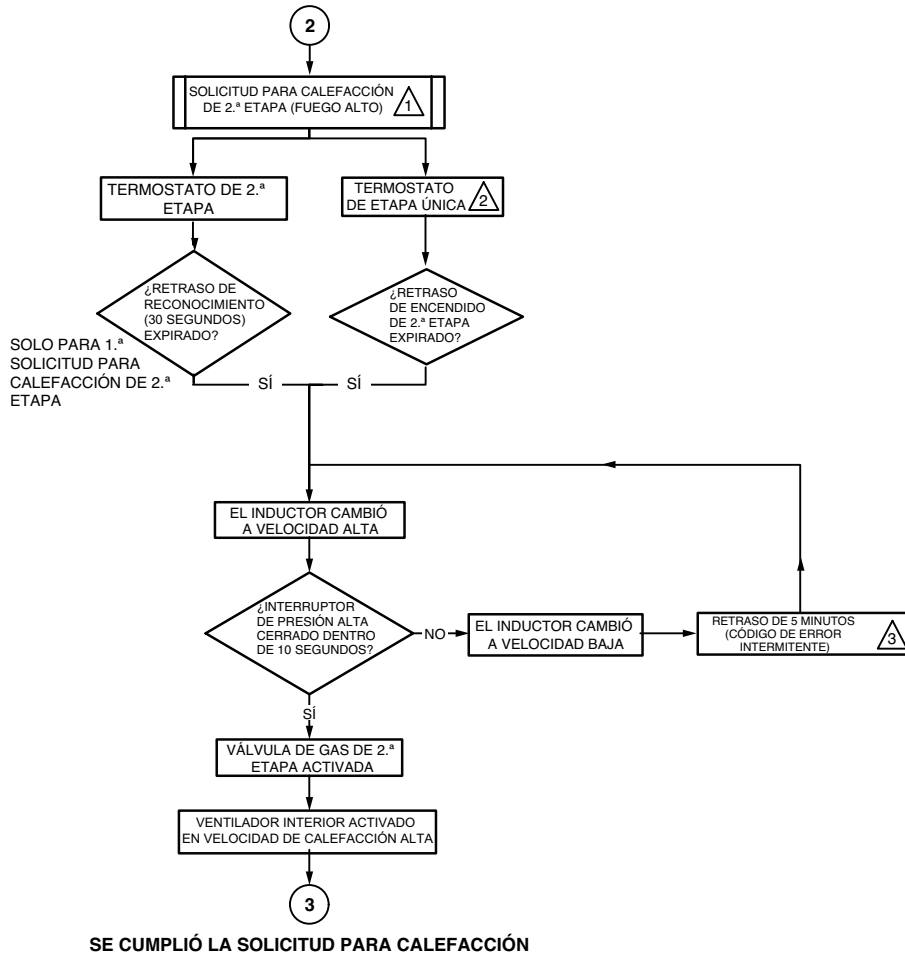 2
SOLICITUD PARA CALEFACCIÓN
DE 2.ª ETAPA (FUEGO ALTO)
1
TERMOSTATO DE 2.ª
ETAPA
TERMOSTATO
DE ETAPA ÚNICA
2
¿RETRASO DE
RECONOCIMIENTO
(30 SEGUNDOS)
EXPIRADO?
¿RETRASO
DE ENCENDIDO
DE 2.ª ETAPA
EXPIRADO?
SOLO PARA 1.ª
SOLICITUD PARA
CALEFACCIÓN DE 2.ª
ETAPA
SÍ
SÍ
EL INDUCTOR CAMBIÓ
A VELOCIDAD ALTA
¿INTERRUPTOR
DE PRESIÓN ALTA
CERRADO DENTRO
DE 10 SEGUNDOS?
NO
EL INDUCTOR CAMBIÓ
A VELOCIDAD BAJA
RETRASO DE 5 MINUTOS
(CÓDIGO DE ERROR
INTERMITENTE)
3
SÍ
VÁLVULA DE GAS DE 2.ª
ETAPA ACTIVADA
VENTILADOR INTERIOR ACTIVADO
EN VELOCIDAD DE CALEFACCIÓN ALTA
3
SE CUMPLIÓ LA SOLICITUD PARA CALEFACCIÓN